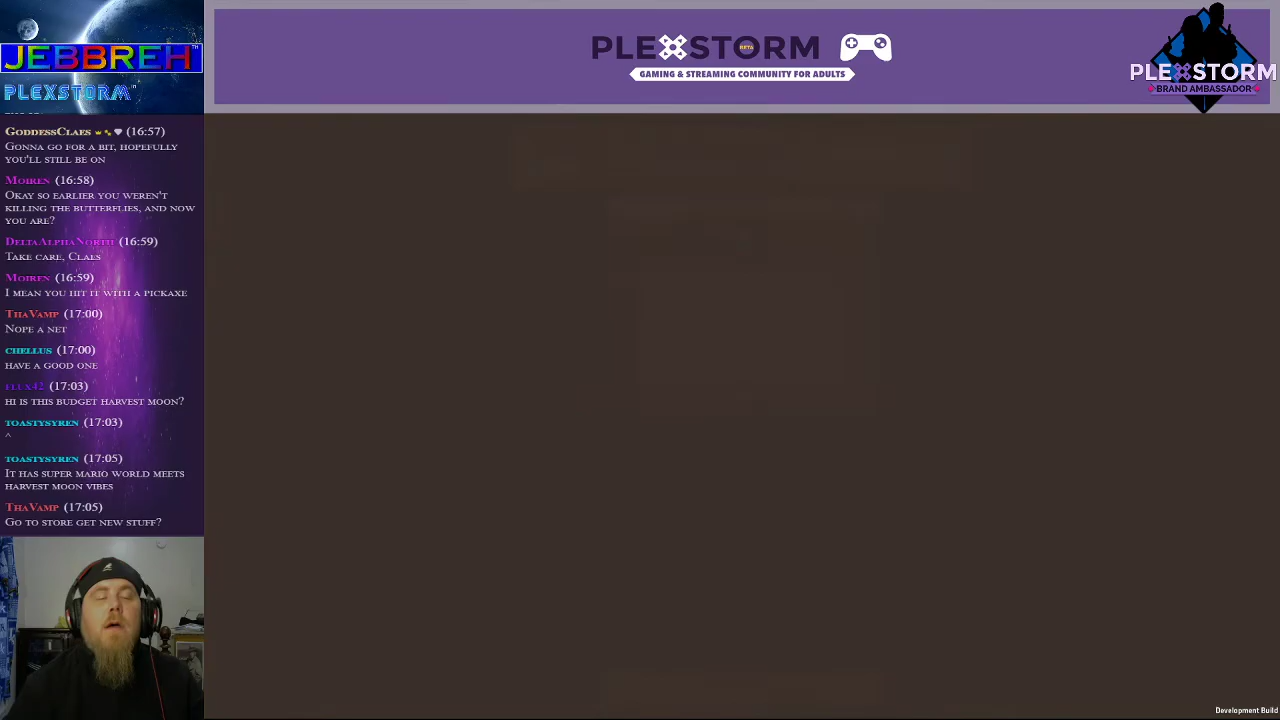 JEBBREH™
PLEXSTORM™
PLEXSTORM
BETA
GAMING & STREAMING COMMUNITY FOR ADULTS
PLEXSTORM
BRAND AMBASSADOR
GoddessClaes (16:57)
Gonna go for a bit, hopefully
you'll still be on
Moiren (16:58)
Okay so earlier you weren't
killing the butterflies, and now
you are?
DeltaAlphaNorth (16:59)
Take care, Claes
Moiren (16:59)
I mean you hit it with a pickaxe
ThaVamp (17:00)
Nope a net
chellus (17:00)
have a good one
elux42 (17:03)
hi is this budget harvest moon?
toastysyren (17:03)
^
toastysyren (17:05)
It has super mario world meets
harvest moon vibes
ThaVamp (17:05)
Go to store get new stuff?
Development Build